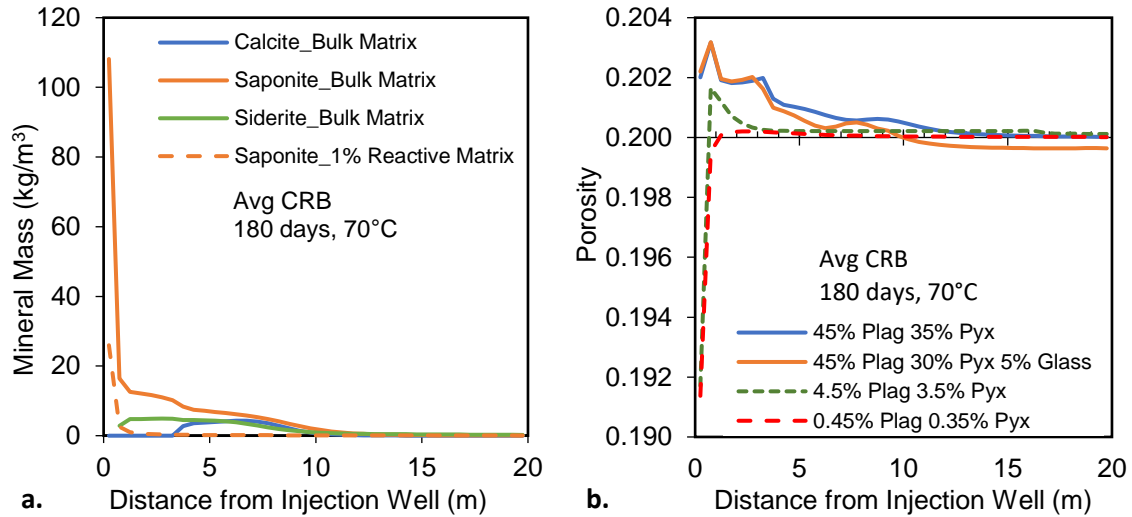 120
100
80
60
40
20
0
Mineral Mass (kg/m³)
Calcite_Bulk Matrix
Saponite_Bulk Matrix
Siderite_Bulk Matrix
Saponite_1% Reactive Matrix
Avg CRB
180 days, 70°C
0 5 10 15 20
Distance from Injection Well (m)
a.
0.204
0.202
0.200
0.198
0.196
0.194
0.192
0.190
Porosity
Avg CRB
180 days, 70°C
45% Plag 35% Pyx
45% Plag 30% Pyx 5% Glass
4.5% Plag 3.5% Pyx
0.45% Plag 0.35% Pyx
0 5 10 15 20
Distance from Injection Well (m)
b.